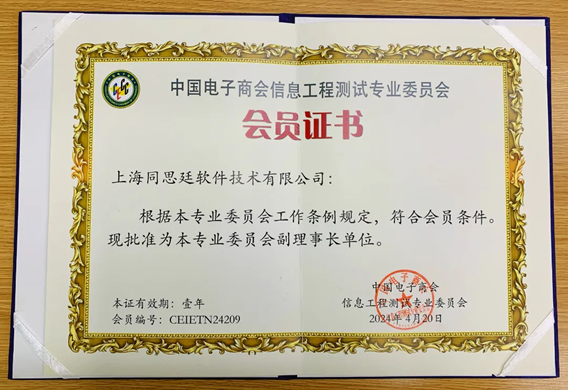 中国电子商会信息工程测试专业委员会
会员证书
上海同思廷软件技术有限公司：
根据本专业委员会工作条例规定，符合会员条件。
现批准为本专业委员会副理事长单位。
中国电子商会
信息工程测试专业委员会
2024年4月20日
本证有效期：壹年
会员编号：CEIETN24209